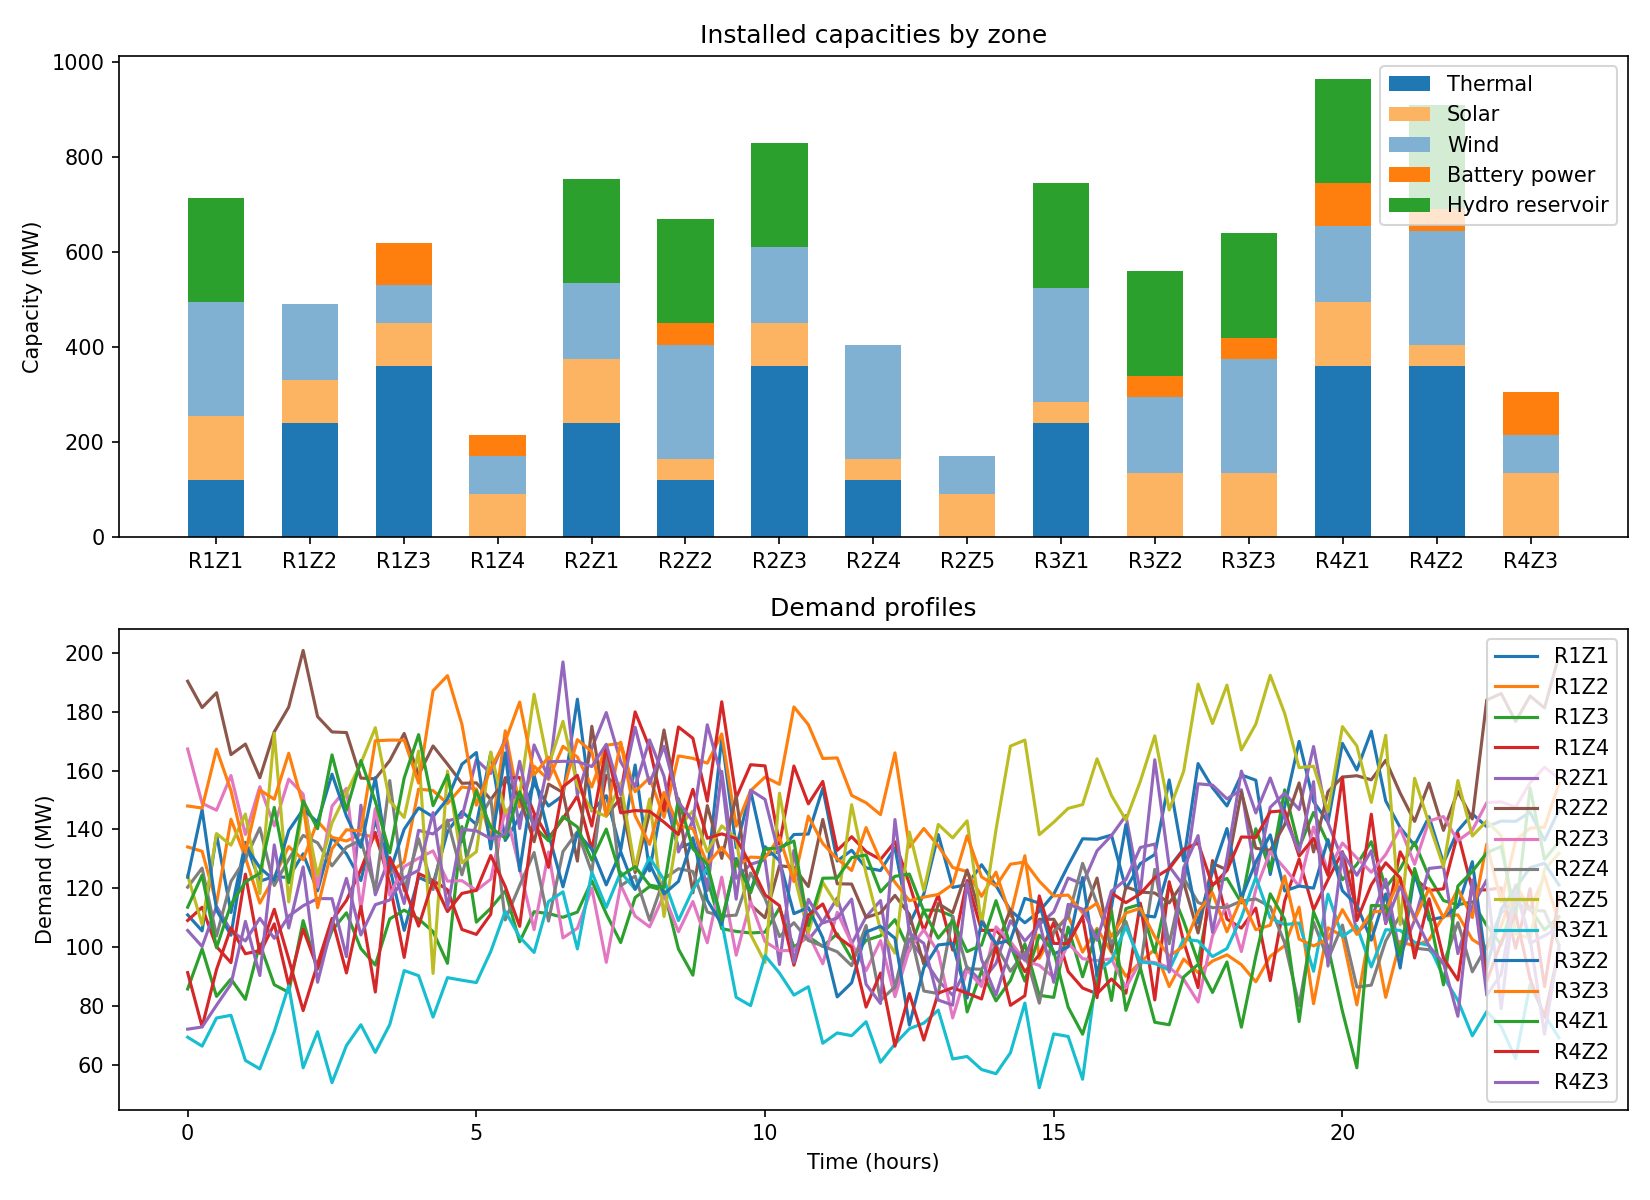 Installed capacities by zone
1000
800
600
400
200
0
Capacity (MW)
Thermal
Solar
Wind
Battery power
Hydro reservoir
R1Z1 R1Z2 R1Z3 R1Z4 R2Z1 R2Z2 R2Z3 R2Z4 R2Z5 R3Z1 R3Z2 R3Z3 R4Z1 R4Z2 R4Z3
Demand profiles
200
180
160
140
120
100
80
60
Demand (MW)
R1Z1
R1Z2
R1Z3
R1Z4
R2Z1
R2Z2
R2Z3
R2Z4
R2Z5
R3Z1
R3Z2
R3Z3
R4Z1
R4Z2
R4Z3
0 5 10 15 20
Time (hours)